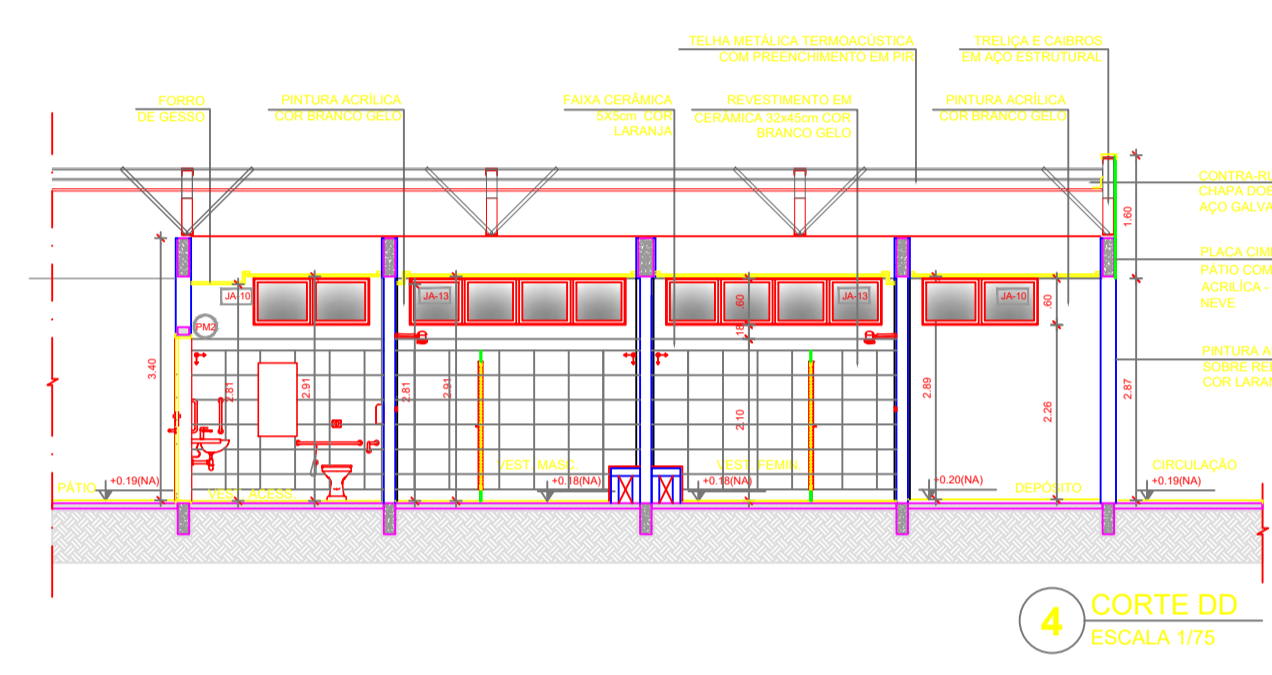 TELHA METÁLICA TERMOACÚSTICA
COM PREENCHIMENTO EM PIR
TRELIÇA E CAIBROS
EM AÇO ESTRUTURAL
FORRO
DE GESSO
PINTURA ACRÍLICA
COR BRANCO GELO
FAIXA CERÂMICA
5X5cm COR
LARANJA
REVESTIMENTO EM
CERÂMICA 32x45cm COR
BRANCO GELO
PINTURA ACRÍLICA
COR BRANCO GELO
CONTRA-RU
CHAPA DOB
AÇO GALVA
1.60
PLACA CIM
PÁTIO COM
ACRILÍCA -
NEVE
JA-10
JA-13
JA-13
JA-10
.60
.60
18
PM2
PINTURA A
SOBRE RE
COR LARAN
3.40
2.81
2.91
2.81
2.91
2.10
2.89
2.26
2.87
VEST. MASC.
VEST. FEMIN.
CIRCULAÇÃO
PÁTIO
+0.19(NA)
VEST. ACESS.
+0.18(NA)
+0.18(NA)
+0.20(NA)
DEPÓSITO
+0.19(NA)
4
CORTE DD
ESCALA 1/75